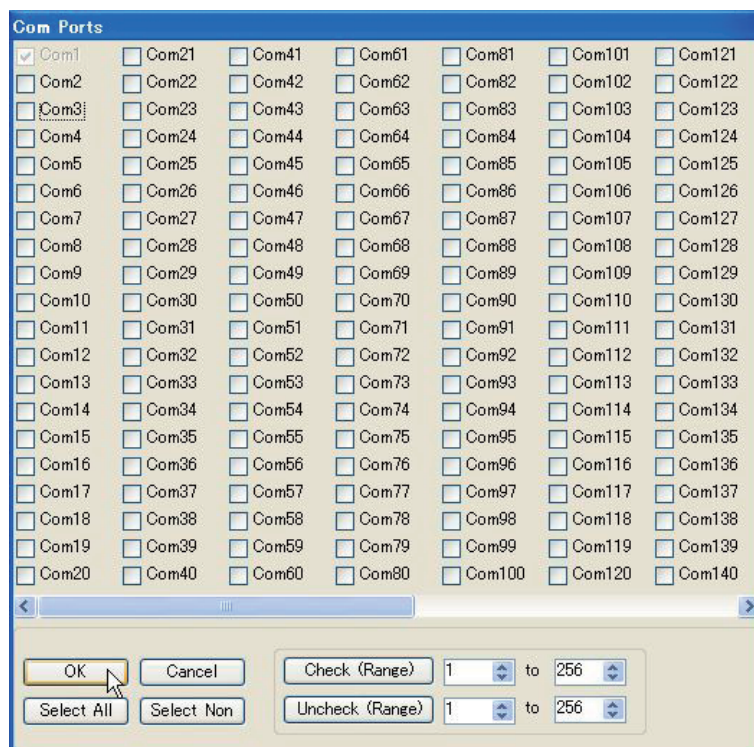 Com Ports
Com1 Com21 Com41 Com61 Com81 Com101 Com121
Com2 Com22 Com42 Com62 Com82 Com102 Com122
Com3 Com23 Com43 Com63 Com83 Com103 Com123
Com4 Com24 Com44 Com64 Com84 Com104 Com124
Com5 Com25 Com45 Com65 Com85 Com105 Com125
Com6 Com26 Com46 Com66 Com86 Com106 Com126
Com7 Com27 Com47 Com67 Com87 Com107 Com127
Com8 Com28 Com48 Com68 Com88 Com108 Com128
Com9 Com29 Com49 Com69 Com89 Com109 Com129
Com10 Com30 Com50 Com70 Com90 Com110 Com130
Com11 Com31 Com51 Com71 Com91 Com111 Com131
Com12 Com32 Com52 Com72 Com92 Com112 Com132
Com13 Com33 Com53 Com73 Com93 Com113 Com133
Com14 Com34 Com54 Com74 Com94 Com114 Com134
Com15 Com35 Com55 Com75 Com95 Com115 Com135
Com16 Com36 Com56 Com76 Com96 Com116 Com136
Com17 Com37 Com57 Com77 Com97 Com117 Com137
Com18 Com38 Com58 Com78 Com98 Com118 Com138
Com19 Com39 Com59 Com79 Com99 Com119 Com139
Com20 Com40 Com60 Com80 Com100 Com120 Com140
OK Cancel Check (Range) 1 to 256
Select All Select Non Uncheck (Range) 1 to 256